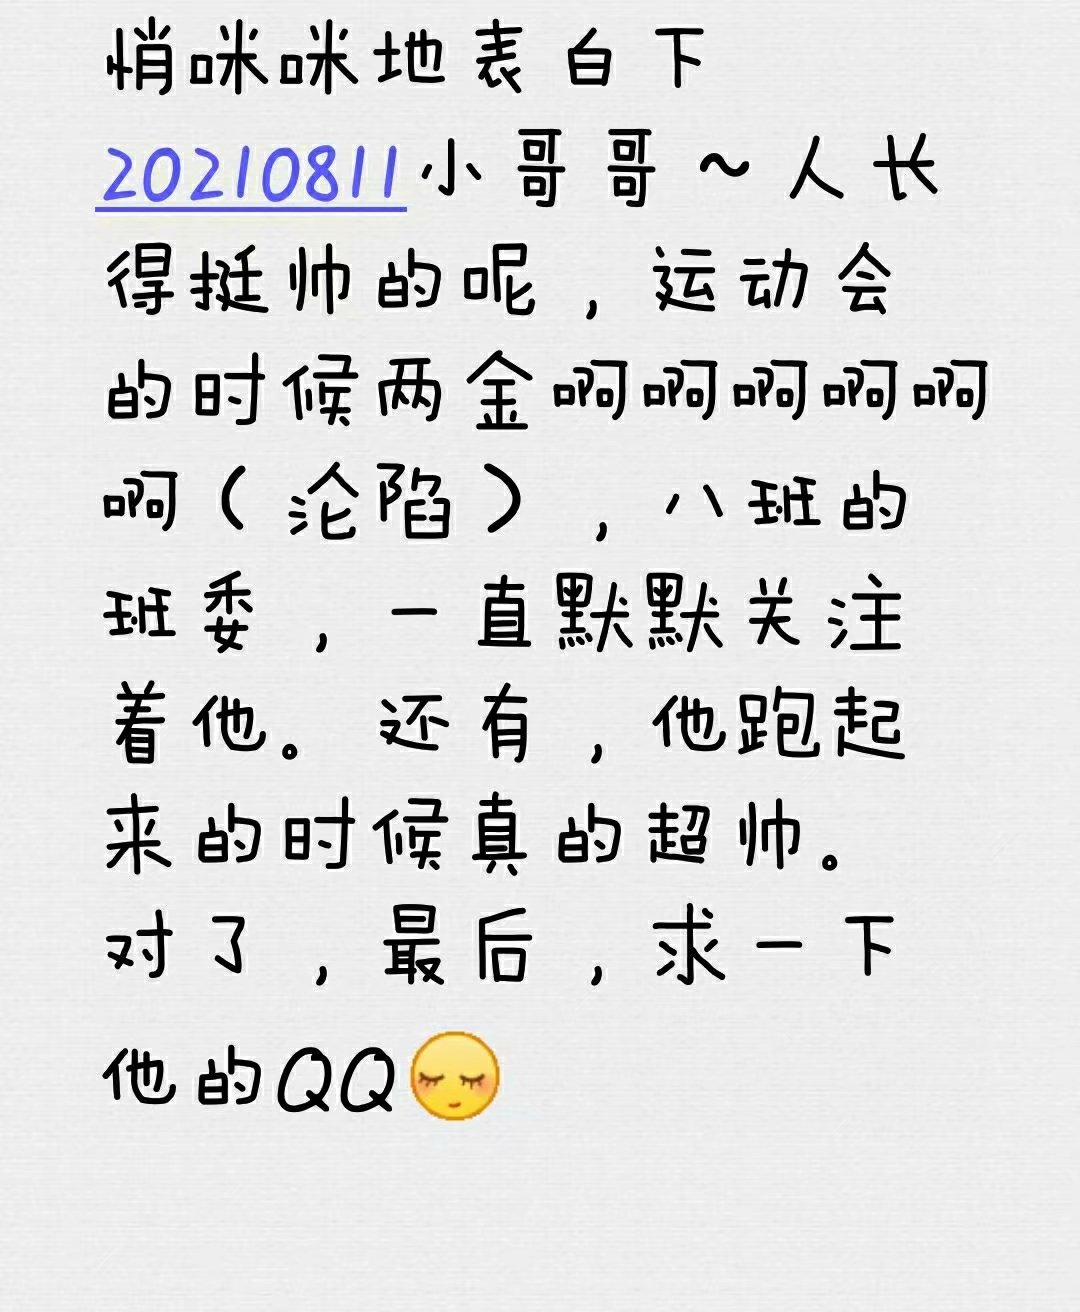 悄咪咪地表白下
20210811小哥哥~人长
得挺帅的呢，运动会
的时候两金啊啊啊啊啊
啊（沦陷），八班的
班委，一直默默关注
着他。还有，他跑起
来的时候真的超帅。
对了，最后，求一下
他的QQ